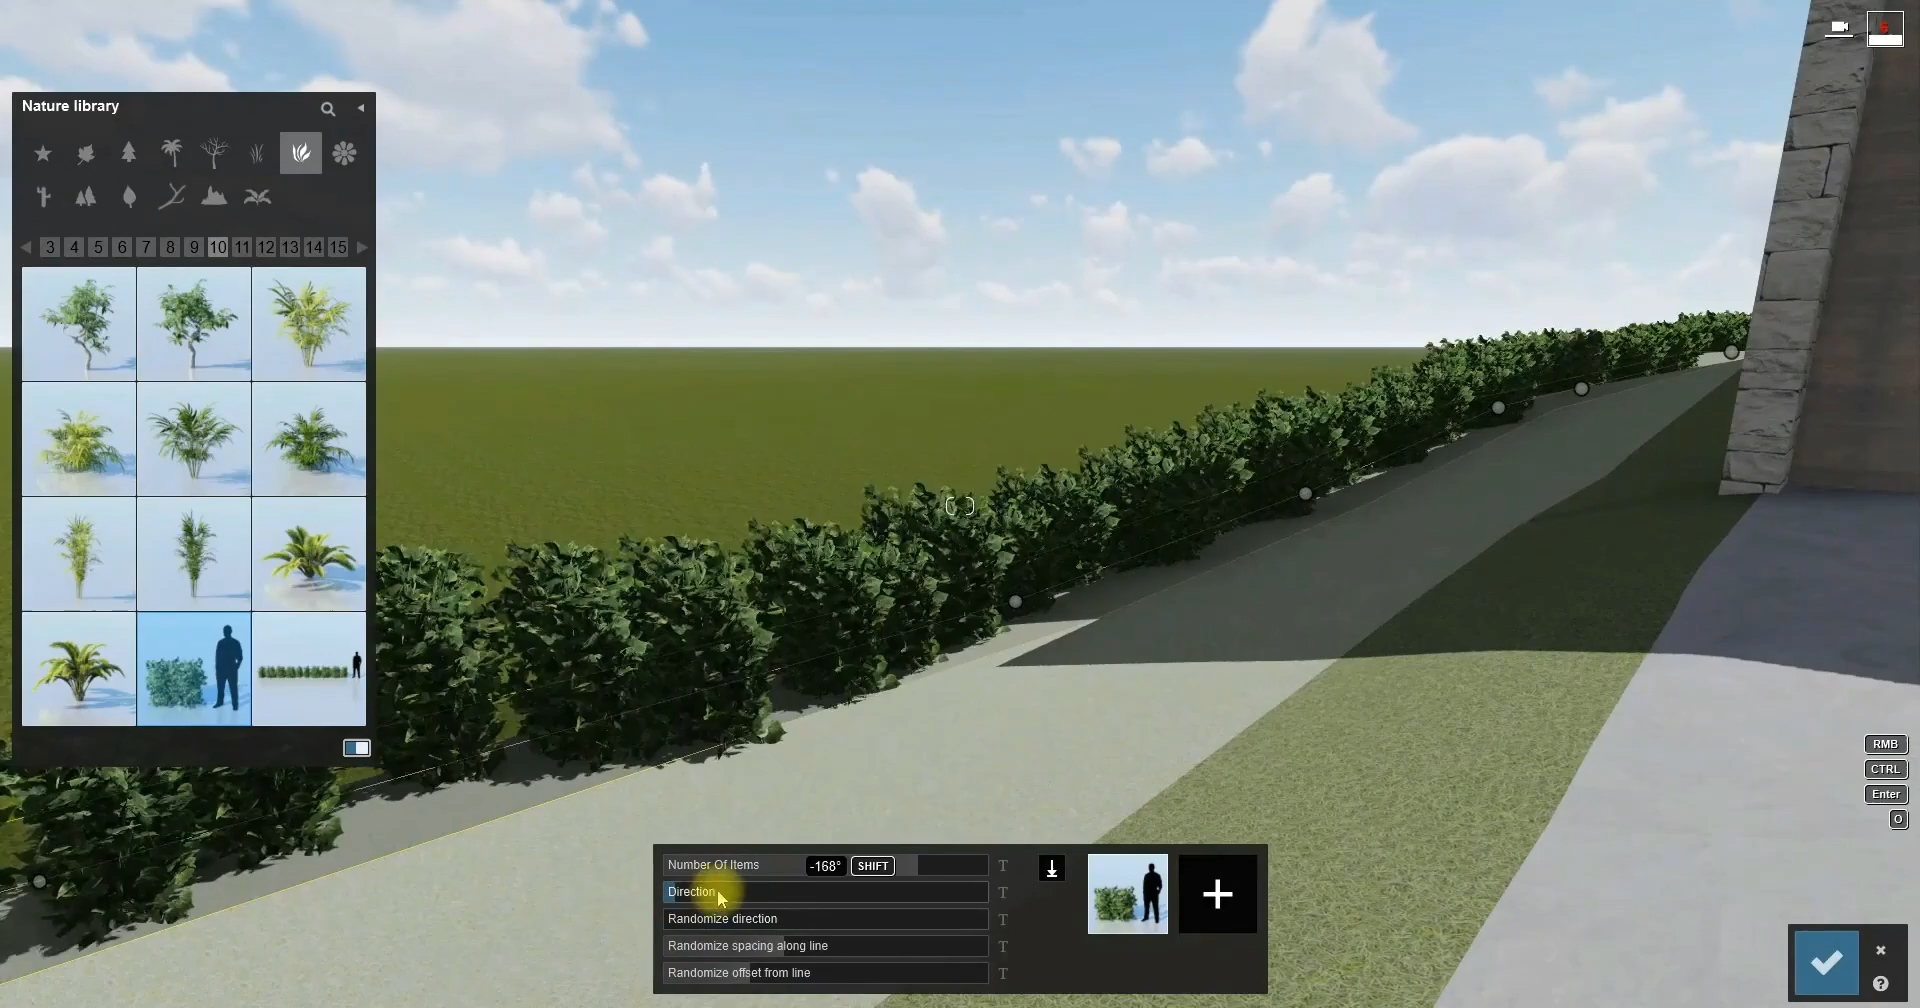 6
Nature library
3 4 5 6 7 8 9 10 11 12 13 14 15
RMB
CTRL
Enter
O
Number Of Items -168° SHIFT T
Direction T
Randomize direction T
Randomize spacing along line T
Randomize offset from line T